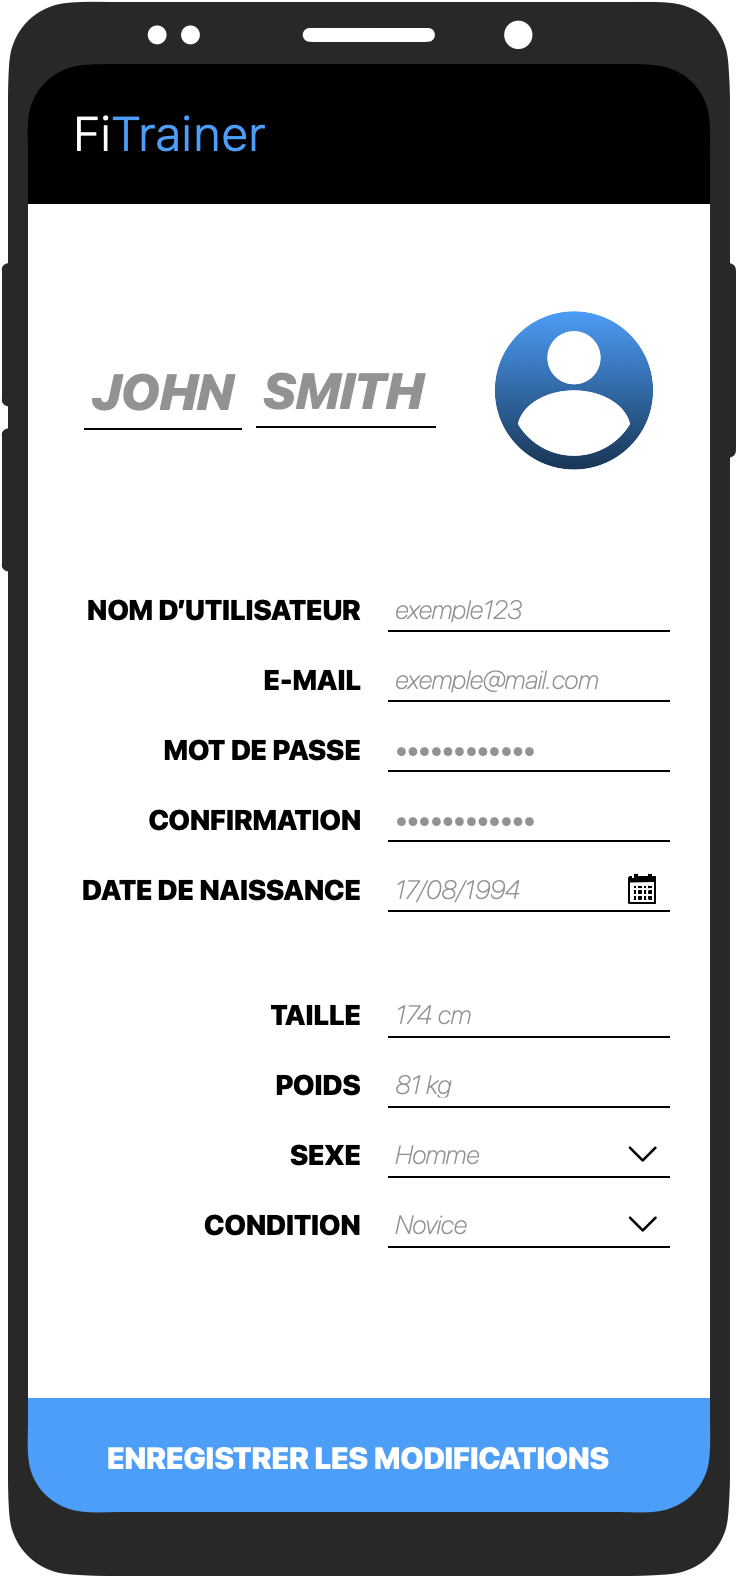 FiTrainer
JOHN SMITH
NOM D’UTILISATEUR exemple123
E-MAIL exemple@mail.com
MOT DE PASSE ••••••••••••
CONFIRMATION ••••••••••••
DATE DE NAISSANCE 17/08/1994
TAILLE 174 cm
POIDS 81 kg
SEXE Homme
CONDITION Novice
ENREGISTRER LES MODIFICATIONS